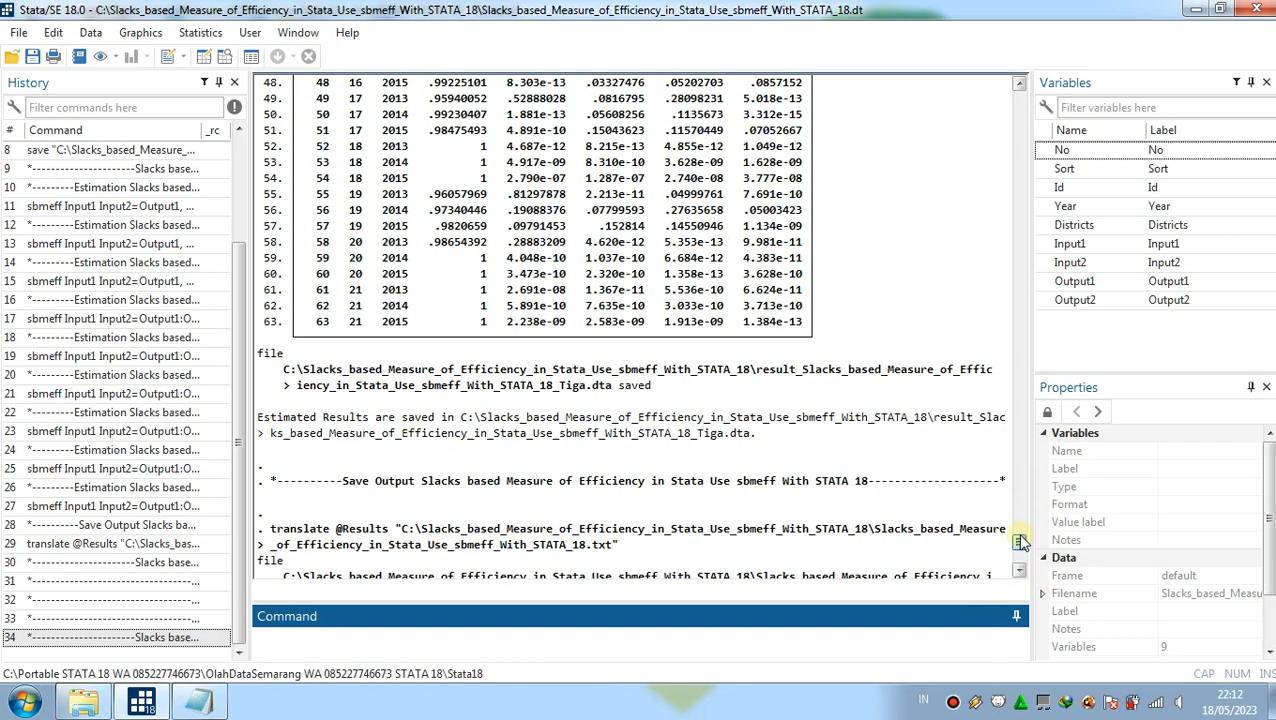 Stata/SE 18.0 - C:\Slacks_based_Measure_of_Efficiency_in_Stata_Use_sbmeff_With_STATA_18\Slacks_based_Measure_of_Efficiency_in_Stata_Use_sbmeff_With_STATA_18.dt
File Edit Data Graphics Statistics User Window Help
History
Filter commands here
# Command _rc
8 save "C:\Slacks_based_Measure_...
9 *---------------------Slacks base...
10 *----------Estimation Slacks based...
11 sbmeff Input1 Input2=Output1, ...
12 *----------Estimation Slacks based...
13 sbmeff Input1 Input2=Output1, ...
14 *----------Estimation Slacks based...
15 sbmeff Input1 Input2=Output1, ...
16 *----------Estimation Slacks based...
17 sbmeff Input1 Input2=Output1, ...
18 *----------Estimation Slacks based...
19 sbmeff Input1 Input2=Output1:O...
20 *----------Estimation Slacks based...
21 sbmeff Input1 Input2=Output1:O...
22 *----------Estimation Slacks based...
23 sbmeff Input1 Input2=Output1:O...
24 *----------Estimation Slacks based...
25 sbmeff Input1 Input2=Output1:O...
26 *----------Estimation Slacks based...
27 sbmeff Input1 Input2=Output1:O...
28 *----------Save Output Slacks ba...
29 translate @Results "C:\Slacks_b...
30 *---------------------Slacks base...
31 *----------------------------------...
32 *----------------------------------...
33 *----------------------------------...
34 *---------------------Slacks base...
48. 48 16 2015 .99225101 8.303e-13 .03327476 .05202703 .0857152
49. 49 17 2013 .95940052 .52888028 .0816795 .28098231 5.018e-13
50. 50 17 2014 .99230407 1.881e-13 .05608256 .1135673 3.312e-15
51. 51 17 2015 .98475493 4.891e-10 .15043623 .11570449 .07052667
52. 52 18 2013 1 4.687e-12 8.215e-13 4.855e-12 1.049e-12
53. 53 18 2014 1 4.917e-09 8.310e-10 3.628e-09 1.628e-09
54. 54 18 2015 1 2.790e-07 1.287e-07 2.740e-08 3.777e-08
55. 55 19 2013 .96057969 .81297878 2.213e-11 .04999761 7.691e-10
56. 56 19 2014 .97340446 .19088376 .07799593 .27635658 .05003423
57. 57 19 2015 .9820659 .09791453 .152814 .14550946 1.134e-09
58. 58 20 2013 .98654392 .28883209 4.620e-12 5.353e-13 9.981e-11
59. 59 20 2014 1 4.048e-10 1.037e-10 6.684e-12 4.383e-11
60. 60 20 2015 1 3.473e-10 2.320e-10 1.358e-13 3.628e-10
61. 61 21 2013 1 2.691e-08 1.367e-11 5.536e-10 6.624e-11
62. 62 21 2014 1 5.891e-10 7.635e-10 3.033e-10 3.713e-10
63. 63 21 2015 1 2.238e-09 2.583e-09 1.913e-09 1.384e-13
file
C:\Slacks_based_Measure_of_Efficiency_in_Stata_Use_sbmeff_With_STATA_18\result_Slacks_based_Measure_of_Effic
> iency_in_Stata_Use_sbmeff_With_STATA_18_Tiga.dta saved
Estimated Results are saved in C:\Slacks_based_Measure_of_Efficiency_in_Stata_Use_sbmeff_With_STATA_18\result_Slac
> ks_based_Measure_of_Efficiency_in_Stata_Use_sbmeff_With_STATA_18_Tiga.dta.
.
. *----------Save Output Slacks based Measure of Efficiency in Stata Use sbmeff With STATA 18-------------------*
.
. translate @Results "C:\Slacks_based_Measure_of_Efficiency_in_Stata_Use_sbmeff_With_STATA_18\Slacks_based_Measure
> _of_Efficiency_in_Stata_Use_sbmeff_With_STATA_18.txt"
file
C:\Slacks_based_Measure_of_Efficiency_in_Stata_Use_sbmeff_With_STATA_18\Slacks_based_Measure_of_Efficiency_i
Command
Variables
Filter variables here
Name Label
No No
Sort Sort
Id Id
Year Year
Districts Districts
Input1 Input1
Input2 Input2
Output1 Output1
Output2 Output2
Properties
Variables
Name
Label
Type
Format
Value label
Notes
Data
Frame default
Filename Slacks_based_Measu
Label
Notes
Variables 9
C:\Portable STATA 18 WA 085227746673\OlahDataSemarang WA 085227746673 STATA 18\Stata18
CAP NUM INS
18
IN
22:12
18/05/2023